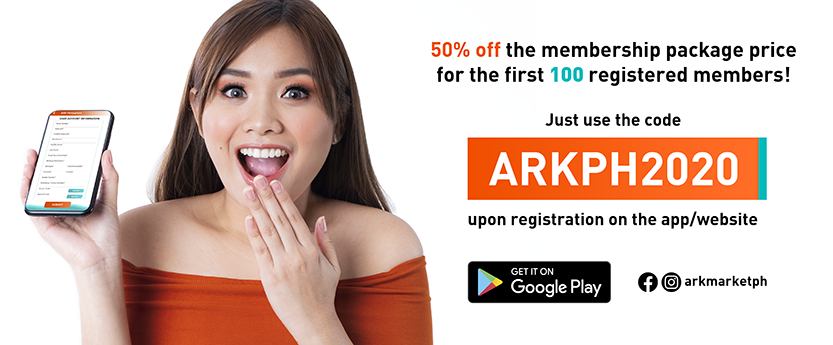 50% off the membership package price
for the first 100 registered members!
Just use the code
ARKPH2020
upon registration on the app/website
GET IT ON
Google Play
arkmarketph